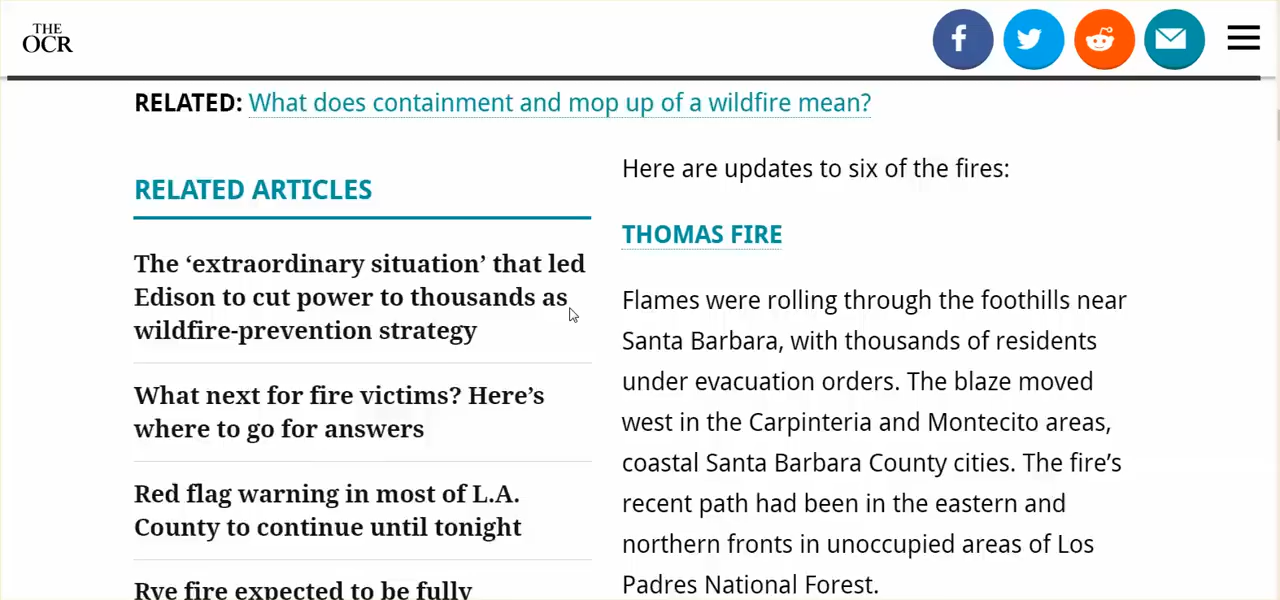 THE
OCR
RELATED: What does containment and mop up of a wildfire mean?
RELATED ARTICLES
The ‘extraordinary situation’ that led
Edison to cut power to thousands as
wildfire-prevention strategy
What next for fire victims? Here’s
where to go for answers
Red flag warning in most of L.A.
County to continue until tonight
Rye fire expected to be fully
Here are updates to six of the fires:
THOMAS FIRE
Flames were rolling through the foothills near
Santa Barbara, with thousands of residents
under evacuation orders. The blaze moved
west in the Carpinteria and Montecito areas,
coastal Santa Barbara County cities. The fire’s
recent path had been in the eastern and
northern fronts in unoccupied areas of Los
Padres National Forest.